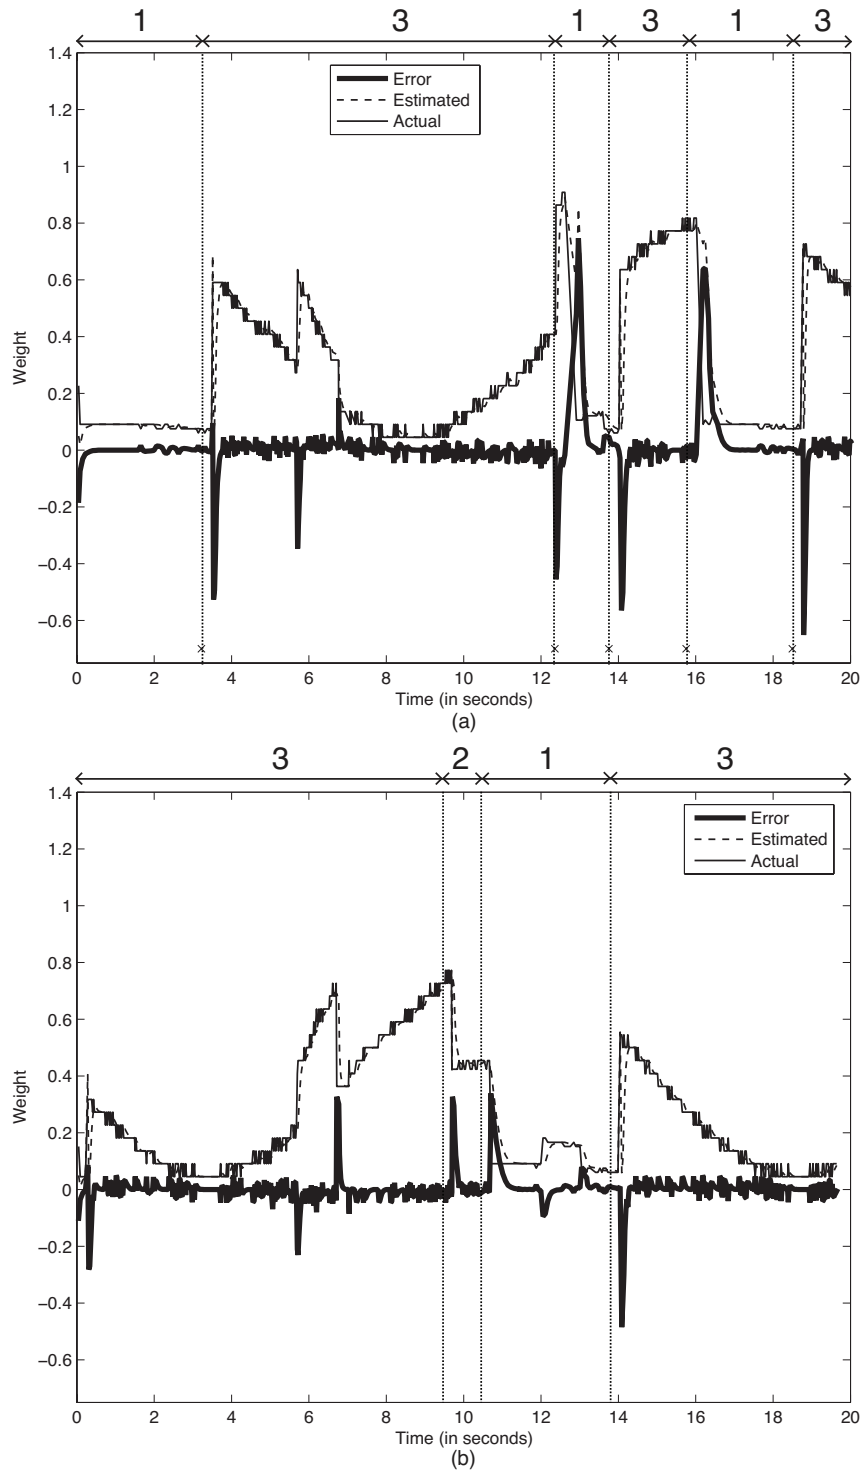 1 3 1 3 1 3
1.4
1.2
1
0.8
0.6
0.4
0.2
0
−0.2
−0.4
−0.6
Weight
Error
Estimated
Actual
0 2 4 6 8 10 12 14 16 18 20
Time (in seconds)
(a)
3 2 1 3
1.4
1.2
1
0.8
0.6
0.4
0.2
0
−0.2
−0.4
−0.6
Weight
Error
Estimated
Actual
0 2 4 6 8 10 12 14 16 18 20
Time (in seconds)
(b)